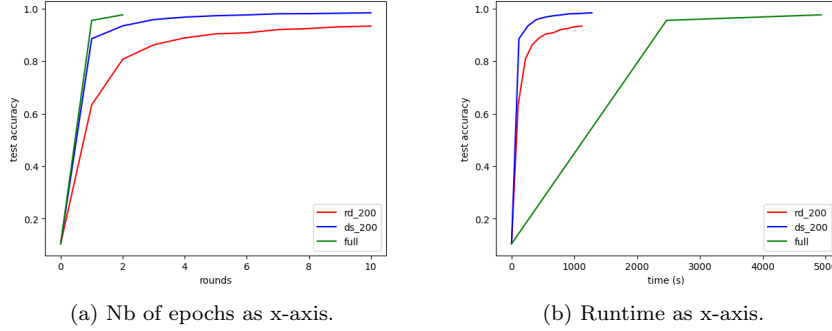 1.0
0.8
0.6
0.4
0.2
test accuracy
0 2 4 6 8 10
rounds
rd_200
ds_200
full
(a) Nb of epochs as x-axis.
1.0
0.8
0.6
0.4
0.2
test accuracy
0 1000 2000 3000 4000 5000
time (s)
rd_200
ds_200
full
(b) Runtime as x-axis.